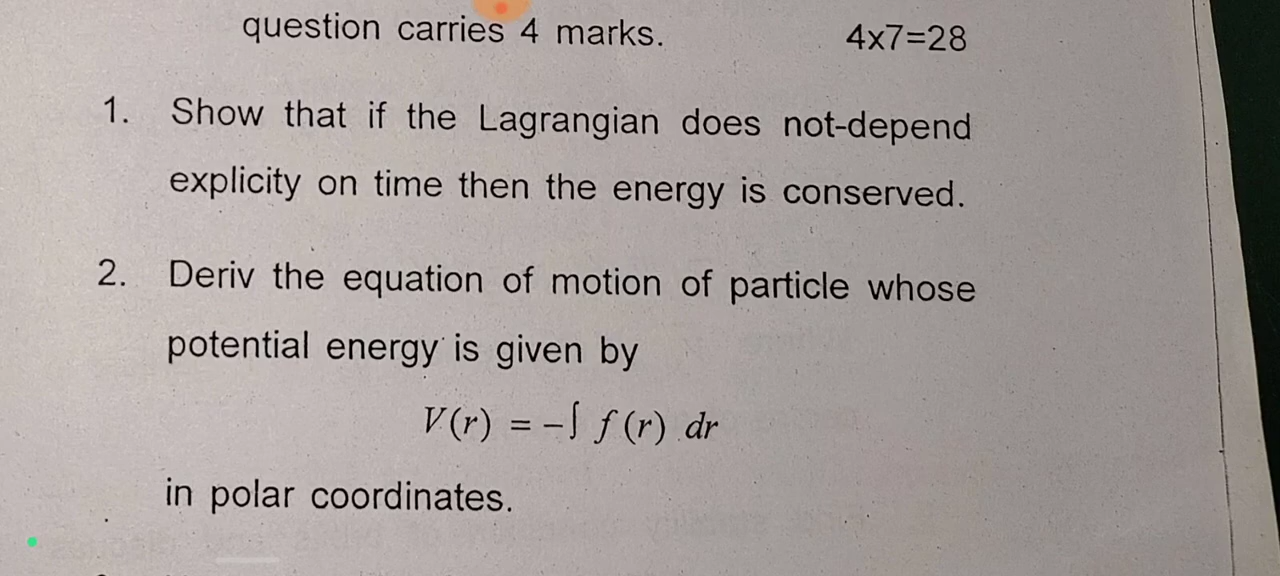 question carries 4 marks. 4x7=28
1. Show that if the Lagrangian does not-depend
explicity on time then the energy is conserved.
2. Deriv the equation of motion of particle whose
potential energy is given by
V(r) = -∫ f(r) dr
in polar coordinates.